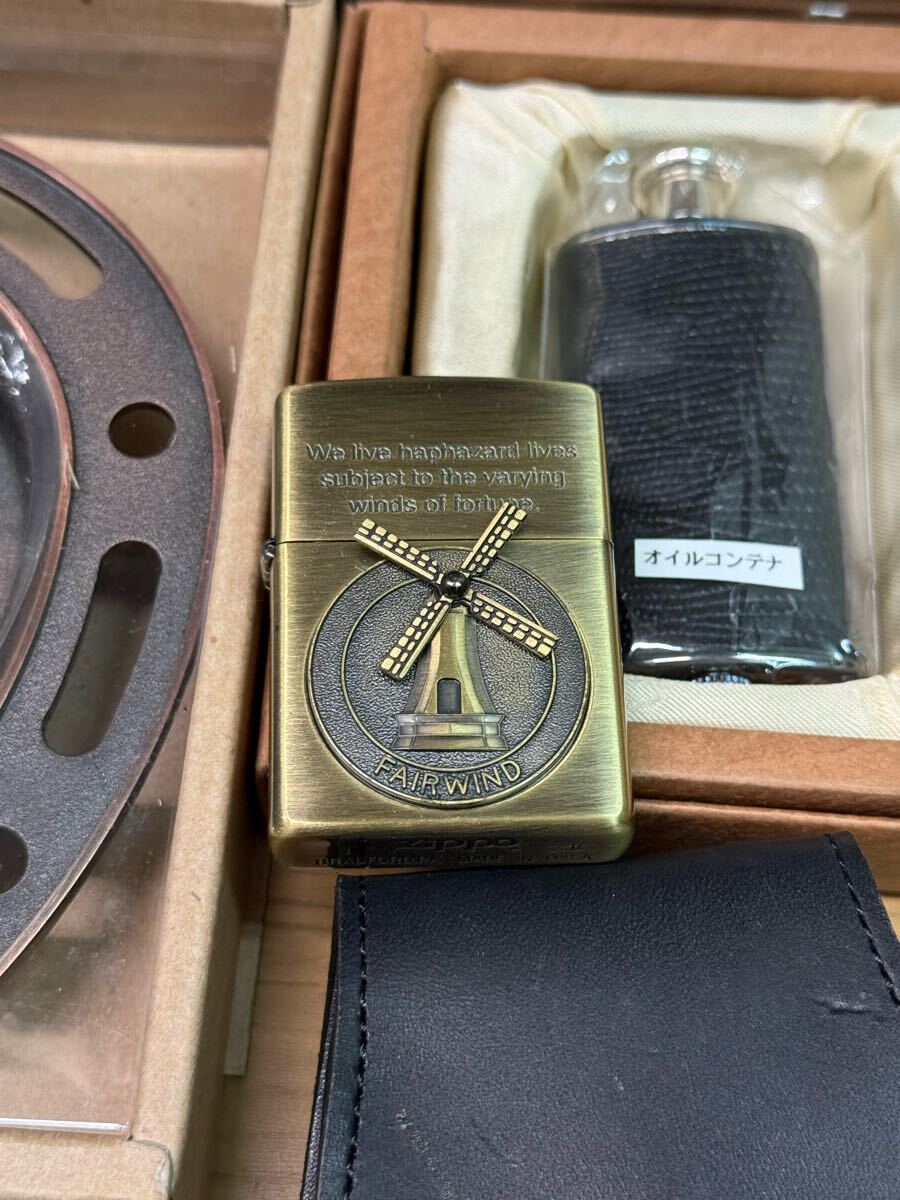 We live haphazard lives
subject to the varying
winds of fortune.
オイルコンテナ
FAIRWIND
Zippo
BRADFORD.PA. MADE IN U.S.A